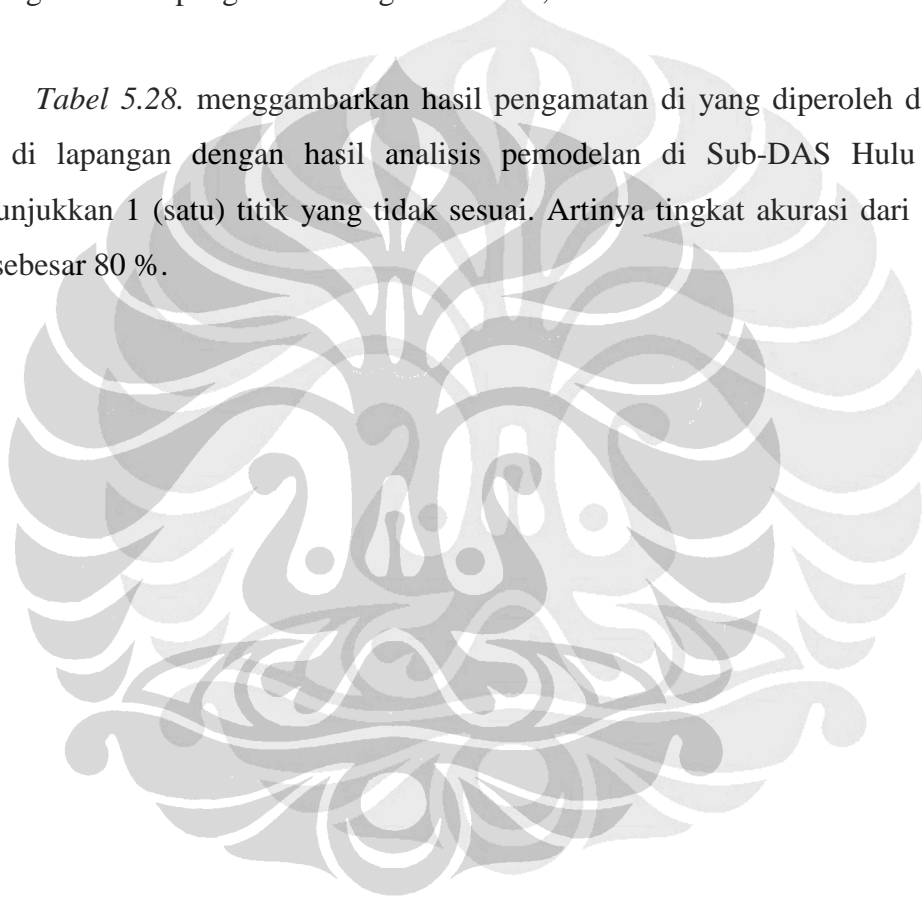 Tabel 5.28. menggambarkan hasil pengamatan di yang diperoleh
di lapangan dengan hasil analisis pemodelan di Sub-DAS Hulu
unjukkan 1 (satu) titik yang tidak sesuai. Artinya tingkat akurasi dari
sebesar 80 %.